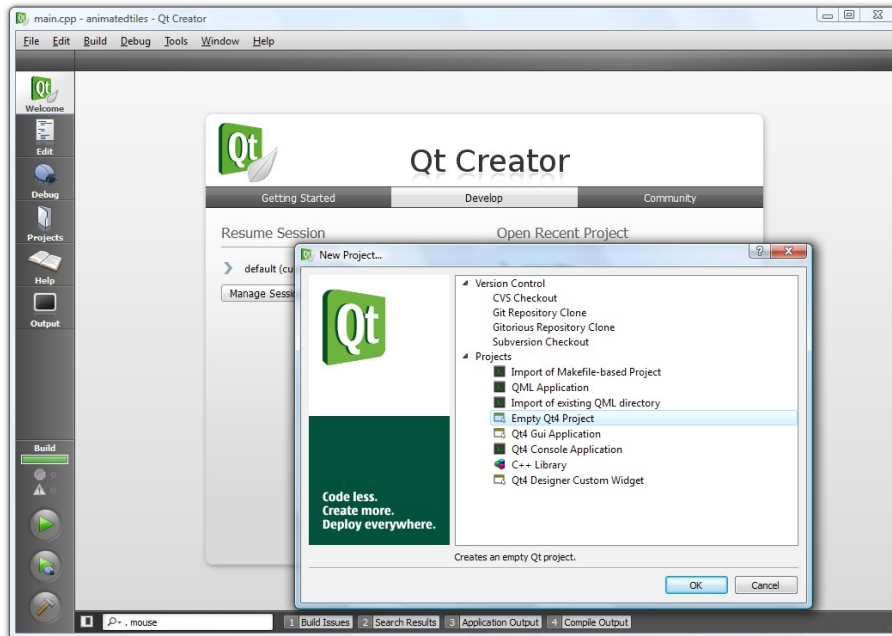 main.cpp - animatedtiles - Qt Creator
File Edit Build Debug Tools Window Help
Qt
Welcome
Edit
Debug
Projects
Help
Output
Build
0
0
Qt
Qt Creator
Getting Started Develop Community
Resume Session Open Recent Project
default (cu
Manage Sessi
New Project...
Qt
Code less.
Create more.
Deploy everywhere.
Version Control
CVS Checkout
Git Repository Clone
Gitorious Repository Clone
Subversion Checkout
Projects
Import of Makefile-based Project
QML Application
Import of existing QML directory
Empty Qt4 Project
Qt4 Gui Application
Qt4 Console Application
C++ Library
Qt4 Designer Custom Widget
Creates an empty Qt project.
OK Cancel
. mouse 1 Build Issues 2 Search Results 3 Application Output 4 Compile Output